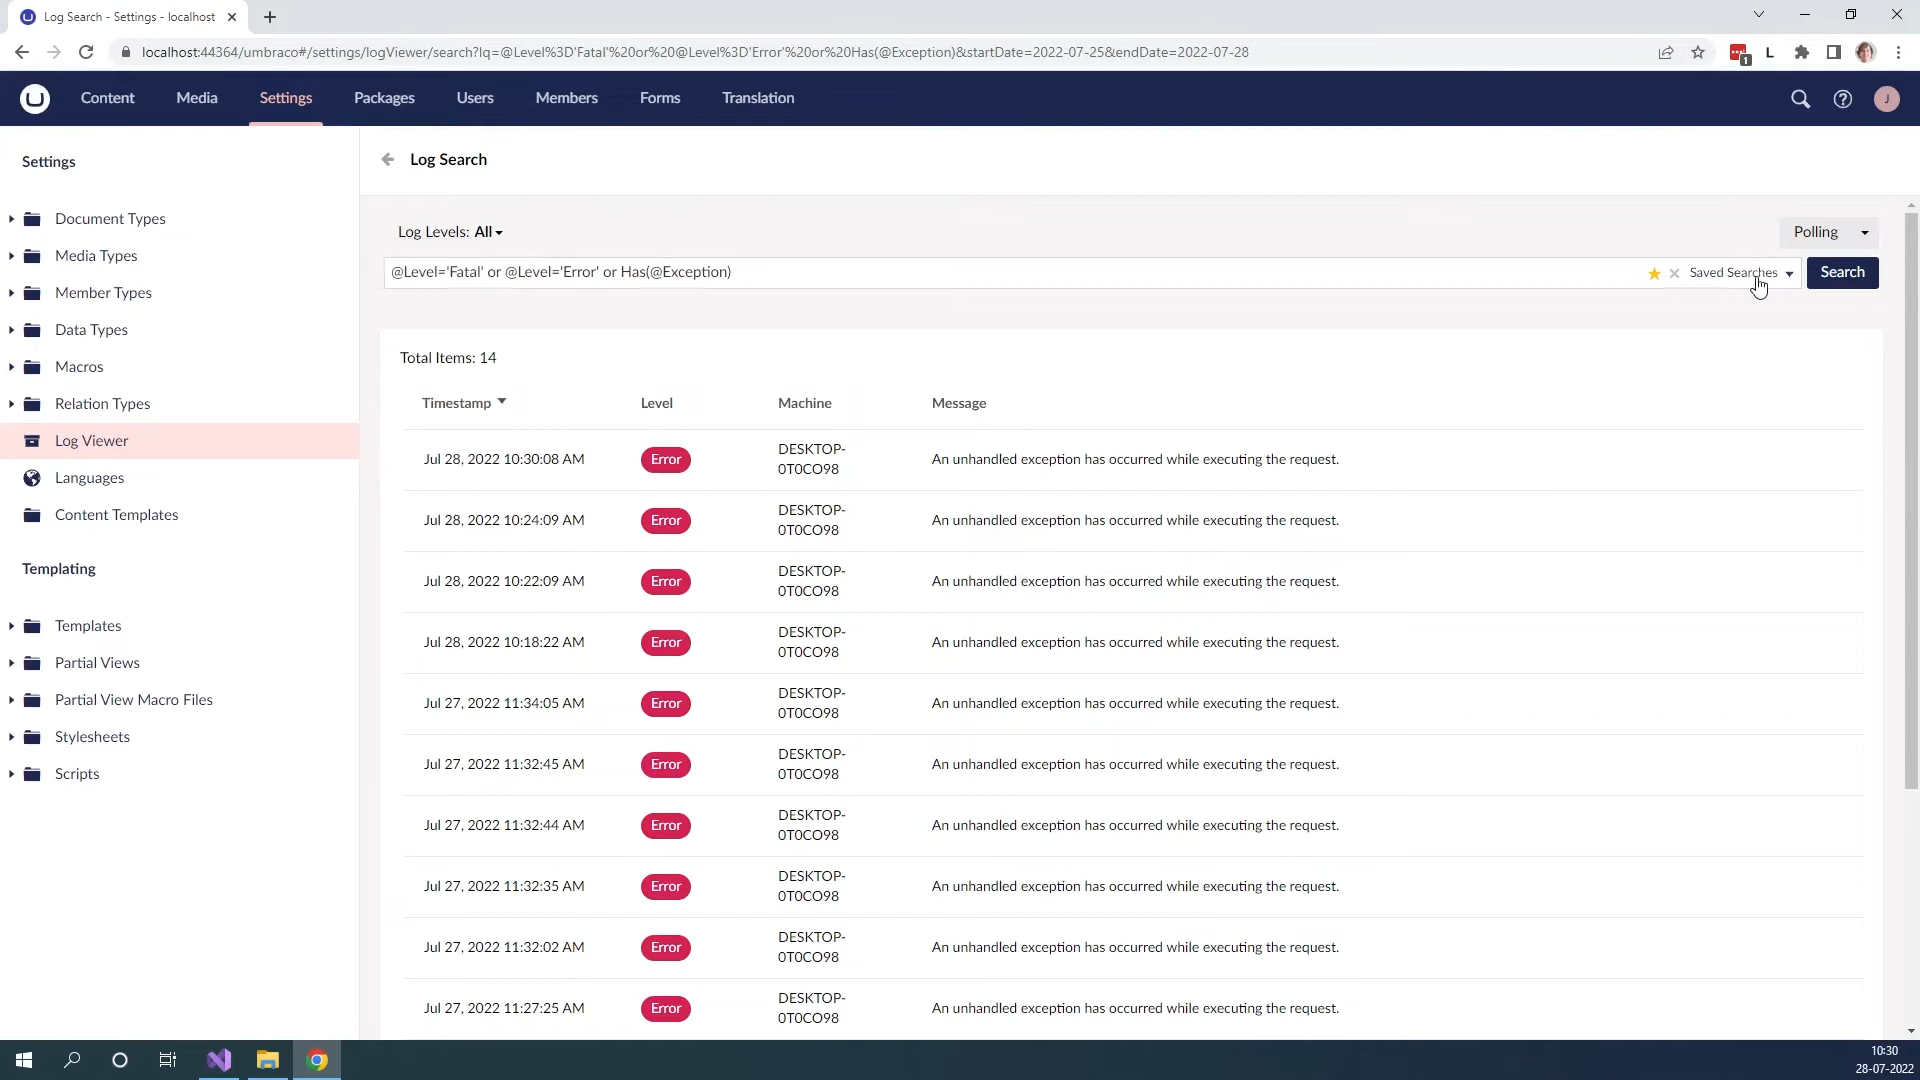 Log Search - Settings - localhost
localhost:44364/umbraco#/settings/logViewer/search?lq=@Level%3D'Fatal'%20or%20@Level%3D'Error'%20or%20Has(@Exception)&startDate=2022-07-25&endDate=2022-07-28
1
L
Content
Media
Settings
Packages
Users
Members
Forms
Translation
J
Settings
Document Types
Media Types
Member Types
Data Types
Macros
Relation Types
Log Viewer
Languages
Content Templates
Templating
Templates
Partial Views
Partial View Macro Files
Stylesheets
Scripts
Log Search
Log Levels: All
Polling
@Level='Fatal' or @Level='Error' or Has(@Exception)
Saved Searches
Search
Total Items: 14
Timestamp Level Machine Message
Jul 28, 2022 10:30:08 AM Error DESKTOP-
0T0CO98 An unhandled exception has occurred while executing the request.
Jul 28, 2022 10:24:09 AM Error DESKTOP-
0T0CO98 An unhandled exception has occurred while executing the request.
Jul 28, 2022 10:22:09 AM Error DESKTOP-
0T0CO98 An unhandled exception has occurred while executing the request.
Jul 28, 2022 10:18:22 AM Error DESKTOP-
0T0CO98 An unhandled exception has occurred while executing the request.
Jul 27, 2022 11:34:05 AM Error DESKTOP-
0T0CO98 An unhandled exception has occurred while executing the request.
Jul 27, 2022 11:32:45 AM Error DESKTOP-
0T0CO98 An unhandled exception has occurred while executing the request.
Jul 27, 2022 11:32:44 AM Error DESKTOP-
0T0CO98 An unhandled exception has occurred while executing the request.
Jul 27, 2022 11:32:35 AM Error DESKTOP-
0T0CO98 An unhandled exception has occurred while executing the request.
Jul 27, 2022 11:32:02 AM Error DESKTOP-
0T0CO98 An unhandled exception has occurred while executing the request.
Jul 27, 2022 11:27:25 AM Error DESKTOP-
0T0CO98 An unhandled exception has occurred while executing the request.
10:30
28-07-2022